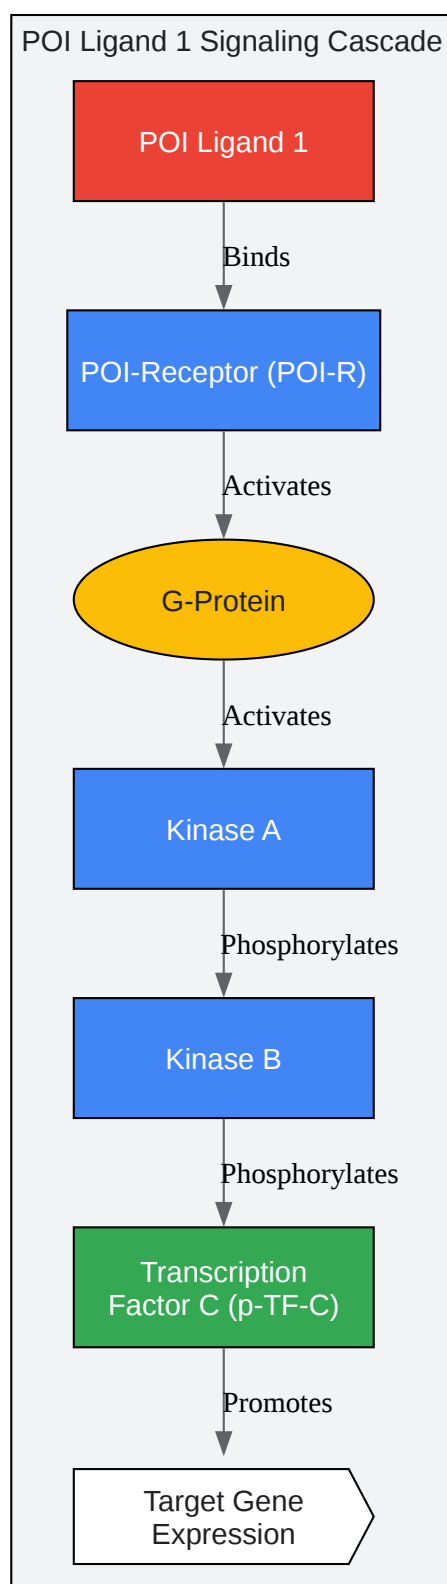 POI Ligand 1 Signaling Cascade
POI Ligand 1
Binds
POI-Receptor (POI-R)
Activates
G-Protein
Activates
Kinase A
Phosphorylates
Kinase B
Phosphorylates
Transcription
Factor C (p-TF-C)
Promotes
Target Gene
Expression